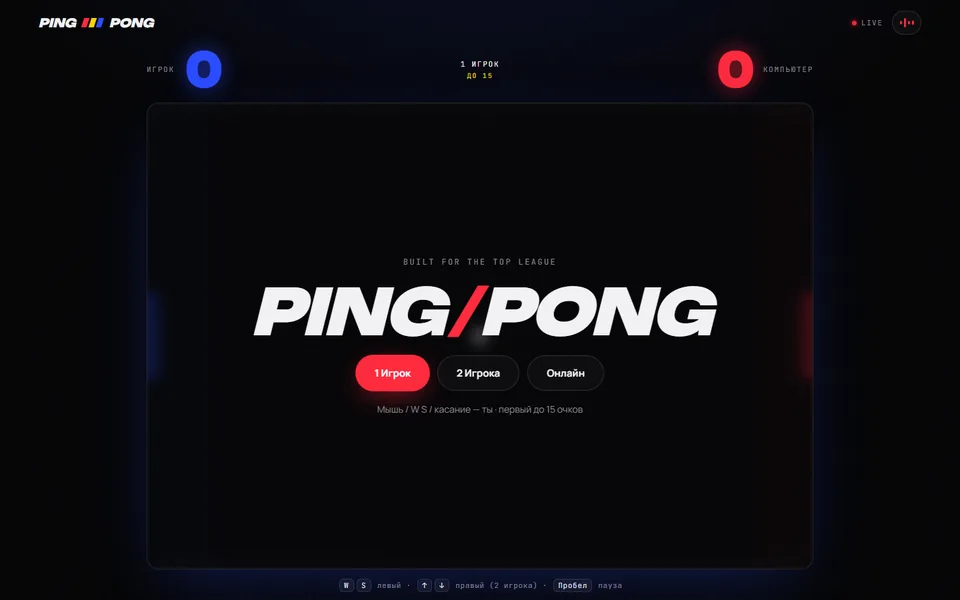 PING PONG
LIVE
ИГРОК
0
1 ИГРОК
ДО 15
0
КОМПЬЮТЕР
BUILT FOR THE TOP LEAGUE
PING/PONG
1 Игрок
2 Игрока
Онлайн
Мышь / W S / касание — ты · первый до 15 очков
W S левый · ↑ ↓ правый (2 игрока) · Пробел пауза